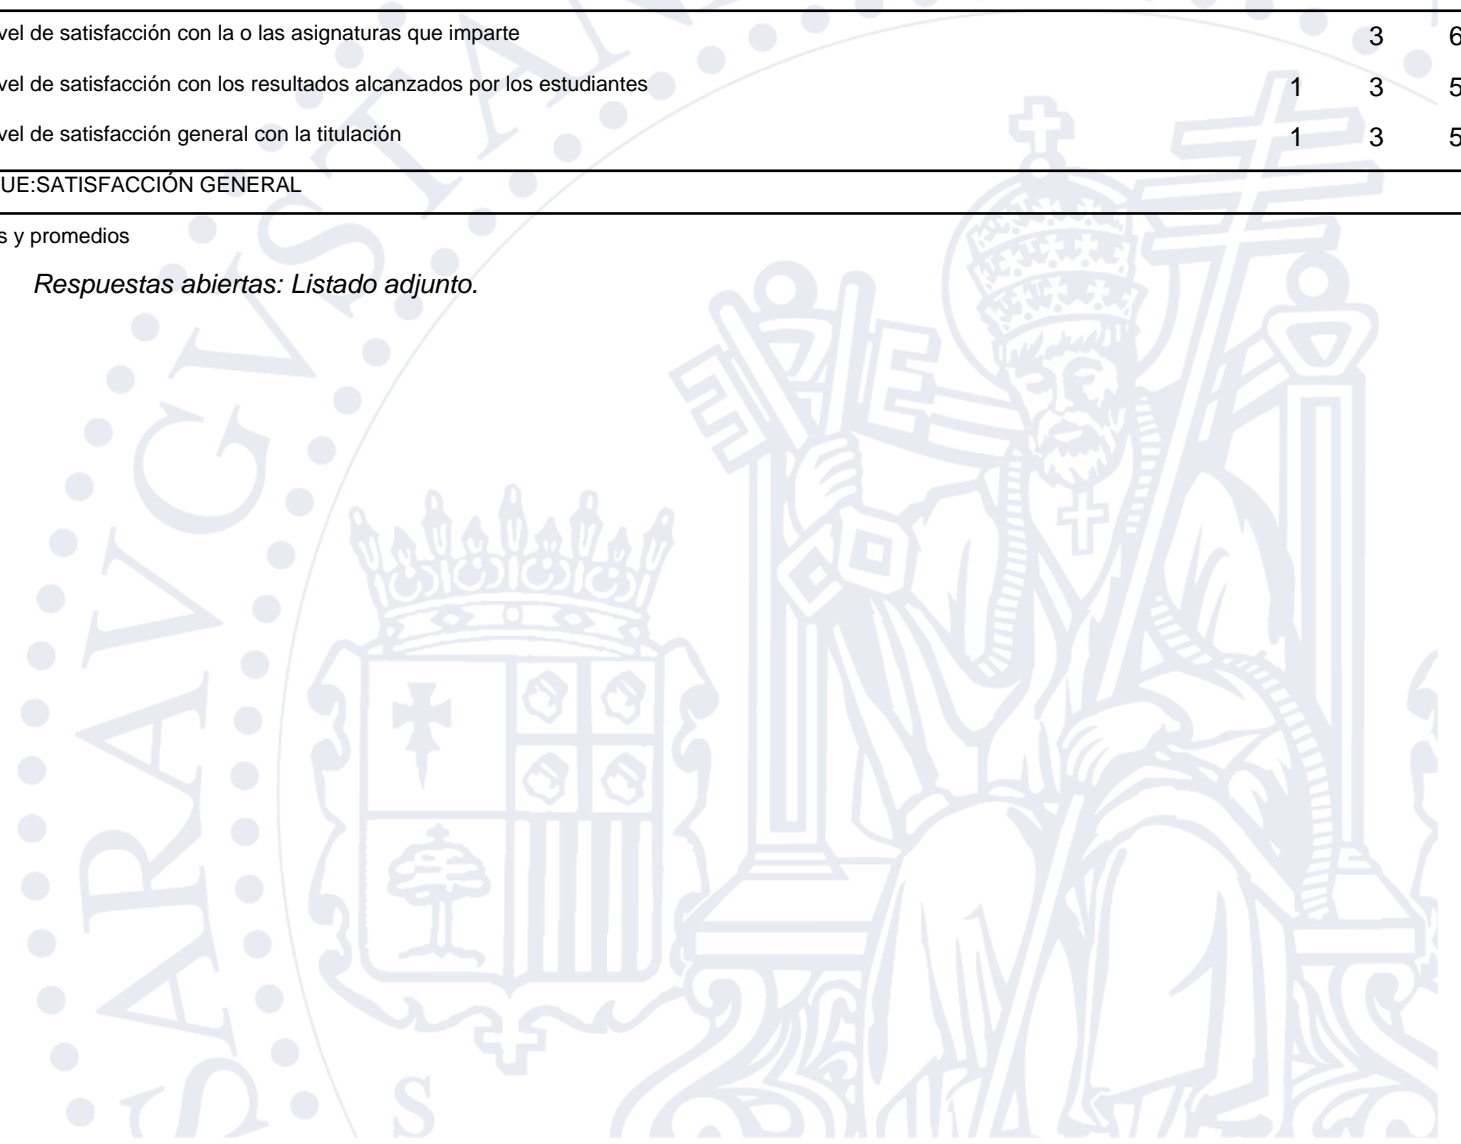 vel de satisfacción con la o las asignaturas que imparte 3 6
vel de satisfacción con los resultados alcanzados por los estudiantes 1 3 5
vel de satisfacción general con la titulación 1 3 5
UE:SATISFACCIÓN GENERAL
s y promedios
Respuestas abiertas: Listado adjunto.
SARAVGVSTAN
S